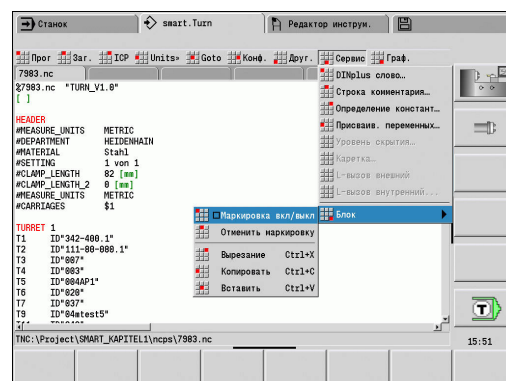 Станок
smart.Turn
Редактор инструм.
Прог Заг. ICP Units» Goto Конф. Друг. Сервис Граф.
7983.nc
%7983.nc "TURN_V1.0"
[ ]
HEADER
#MEASURE_UNITS METRIC
#DEPARTMENT HEIDENHAIN
#MATERIAL Stahl
#SETTING 1 von 1
#CLAMP_LENGTH 82 [mm]
#CLAMP_LENGTH_2 0 [mm]
#MEASURE_UNITS METRIC
#CARRIAGES $1
TURRET 1
T1 ID"342-400.1"
T2 ID"111-80-080.1"
T3 ID"007"
T4 ID"003"
T5 ID"004AP1"
T6 ID"020"
T7 ID"037"
T9 ID"04mtest5"
DINplus слово…
Строка комментария…
Определение констант…
Присваив. переменных…
Уровень скрытия…
Каретка…
L-вызов внешний
L-вызов внутренний...
Блок
Маркировка вкл/выкл
Отменить маркировку
Вырезание Ctrl+X
Копировать Ctrl+C
Вставить Ctrl+V
TNC:\Project\SMART_KAPITEL1\ncps\7983.nc
T
15:51